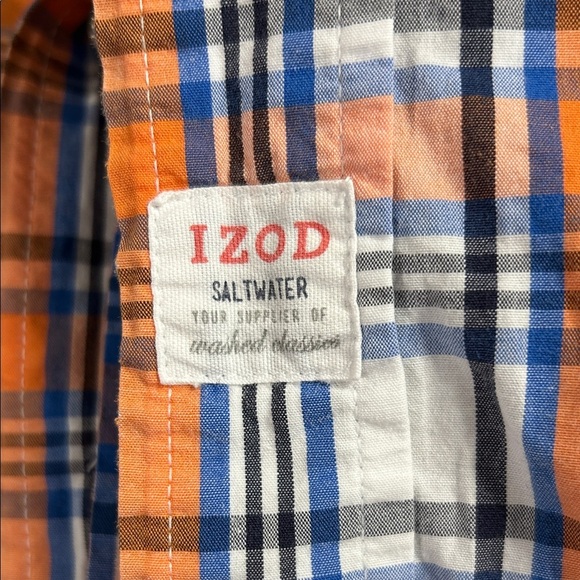 IZOD
SALTWATER
YOUR SUPPLIER OF
washed classics